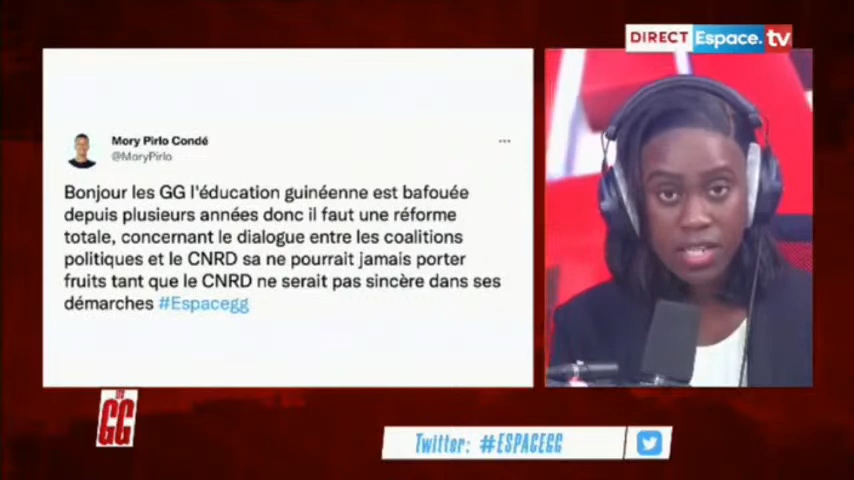 DIRECT Espace.tv
Mory Pirlo Condé
@MoryPirlo
Bonjour les GG l'éducation guinéenne est bafouée
depuis plusieurs années donc il faut une réforme
totale, concernant le dialogue entre les coalitions
politiques et le CNRD sa ne pourrait jamais porter
fruits tant que le CNRD ne serait pas sincère dans ses
démarches #Espacegg
LES
GG
Twitter: #ESPACEGG